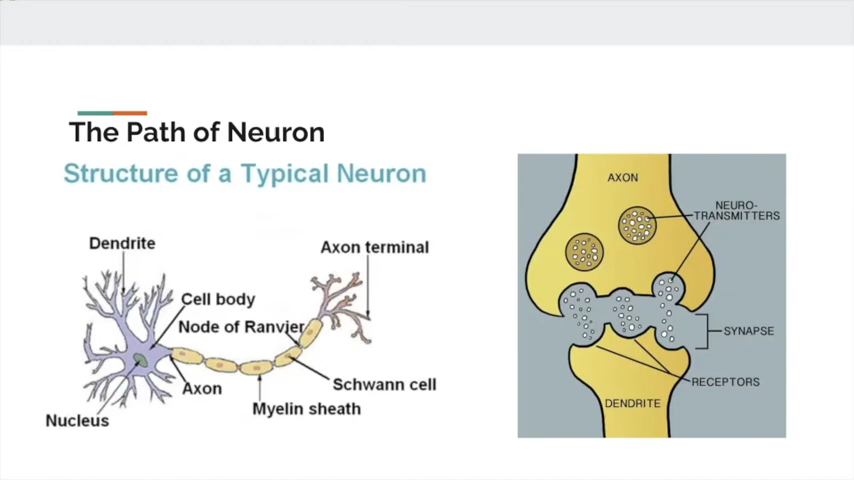 The Path of Neuron
Structure of a Typical Neuron
Dendrite
Axon terminal
Cell body
Node of Ranvier
Axon
Schwann cell
Myelin sheath
Nucleus
AXON
NEURO-
TRANSMITTERS
SYNAPSE
RECEPTORS
DENDRITE